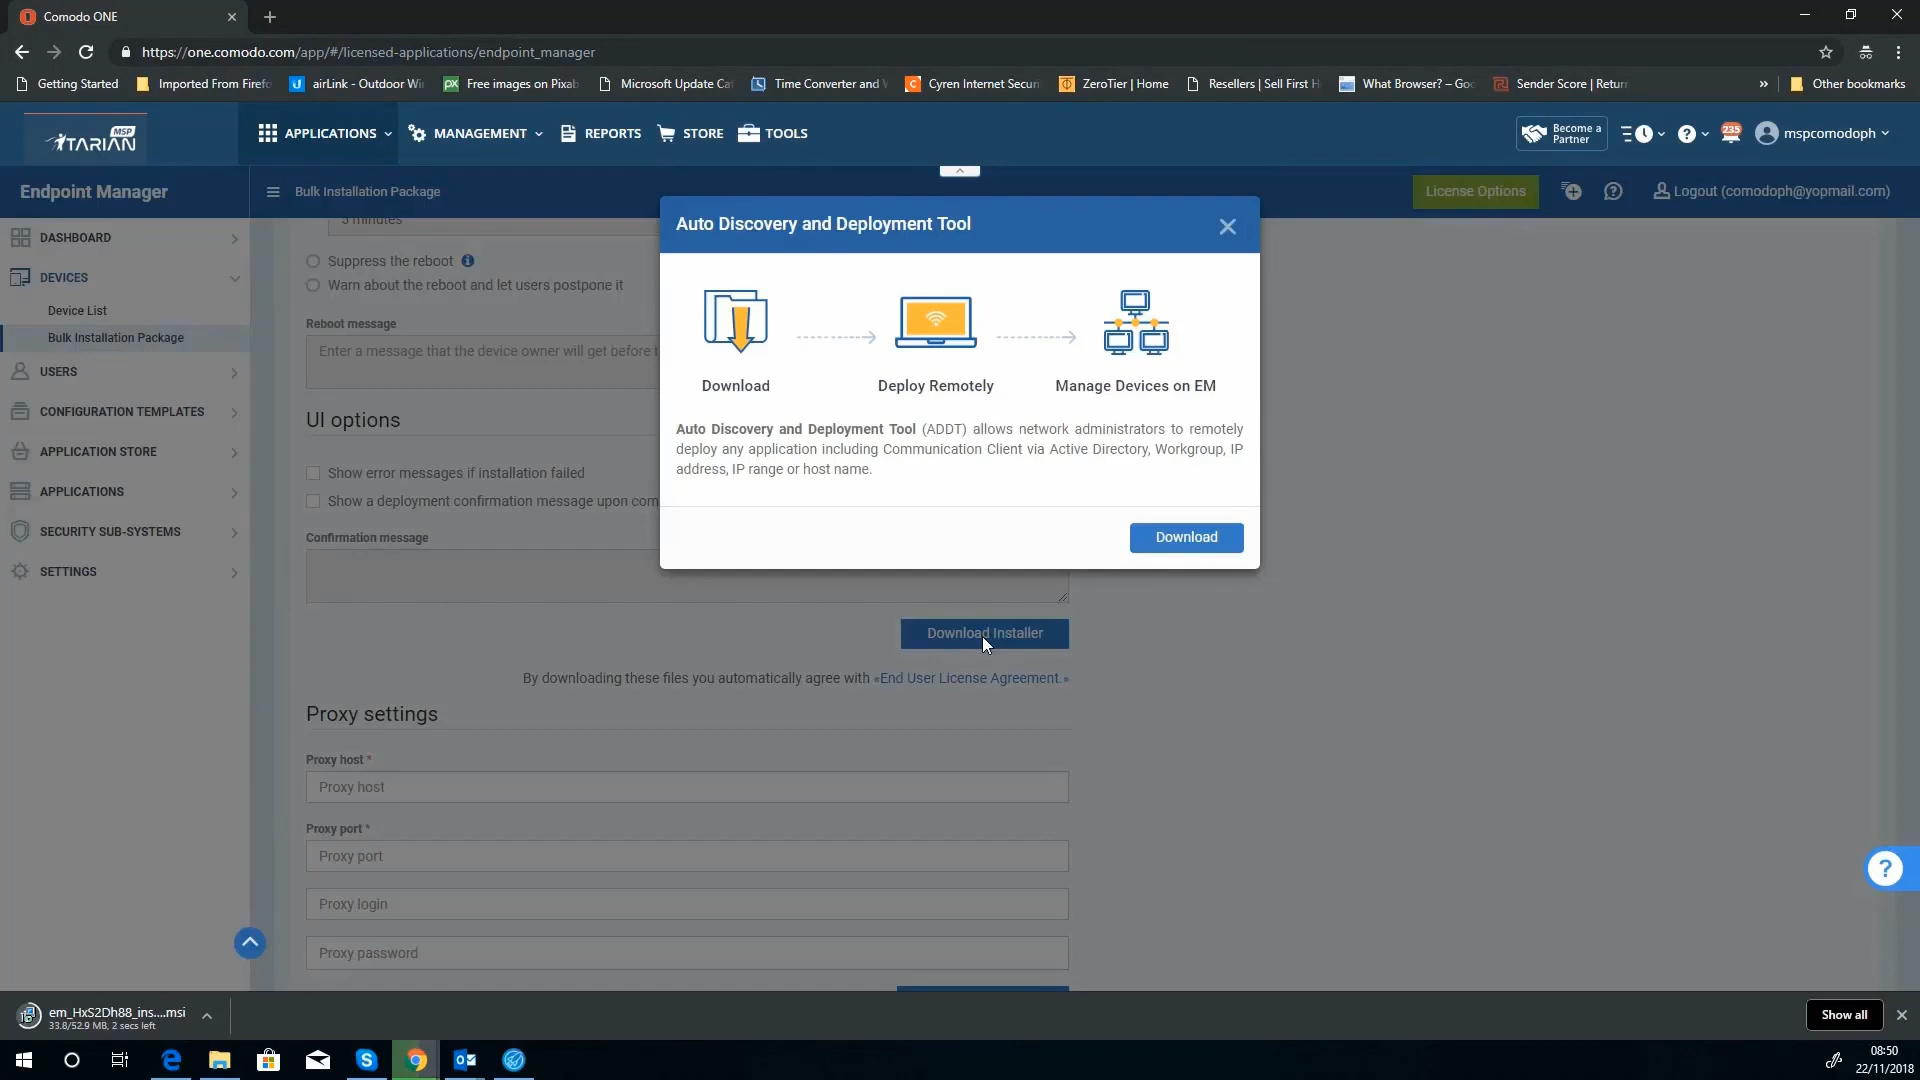 Comodo ONE
https://one.comodo.com/app/#/licensed-applications/endpoint_manager
Getting Started
Imported From Firefo
airLink - Outdoor Wi
Free images on Pixab
Microsoft Update Ca
Time Converter and
Cyren Internet Secur
ZeroTier | Home
Resellers | Sell First H
What Browser? – Goo
Sender Score | Return
»
Other bookmarks
ITARIAN MSP
APPLICATIONS
MANAGEMENT
REPORTS
STORE
TOOLS
Become a
Partner
235
mspcomodoph
Endpoint Manager
Bulk Installation Package
License Options
Logout (comodoph@yopmail.com)
DASHBOARD
DEVICES
Device List
Bulk Installation Package
USERS
CONFIGURATION TEMPLATES
APPLICATION STORE
APPLICATIONS
SECURITY SUB-SYSTEMS
SETTINGS
5 minutes
Suppress the reboot
Warn about the reboot and let users postpone it
Reboot message
Enter a message that the device owner will get before t
UI options
Show error messages if installation failed
Show a deployment confirmation message upon com
Confirmation message
Auto Discovery and Deployment Tool
Download
Deploy Remotely
Manage Devices on EM
Auto Discovery and Deployment Tool (ADDT) allows network administrators to remotely
deploy any application including Communication Client via Active Directory, Workgroup, IP
address, IP range or host name.
Download
Download Installer
By downloading these files you automatically agree with «End User License Agreement.»
Proxy settings
Proxy host *
Proxy host
Proxy port *
Proxy port
Proxy login
Proxy password
?
em_HxS2Dh88_ins....msi
33.8/52.9 MB, 2 secs left
Show all
08:50
22/11/2018